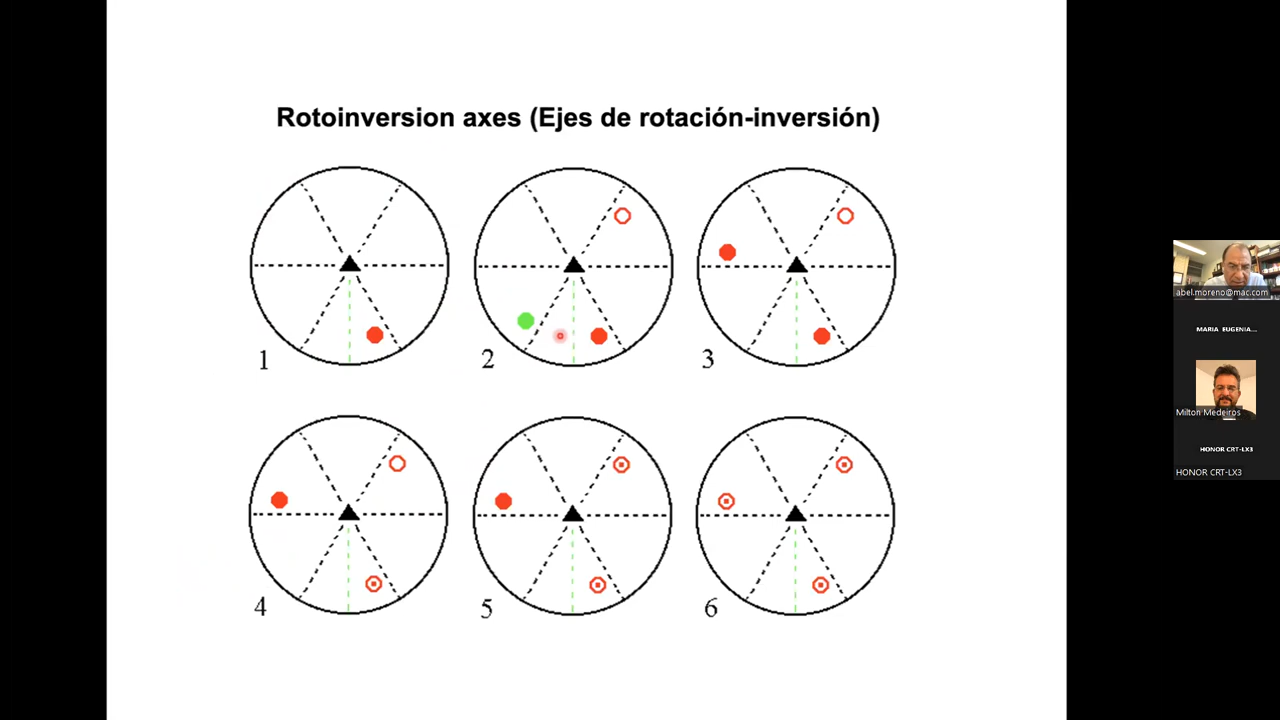 Rotoinversion axes (Ejes de rotación-inversión)
1
2
3
4
5
6
abel.moreno@mac.com
MARIA EUGENIA...
Milton Medeiros
HONOR CRT-LX3
HONOR CRT-LX3